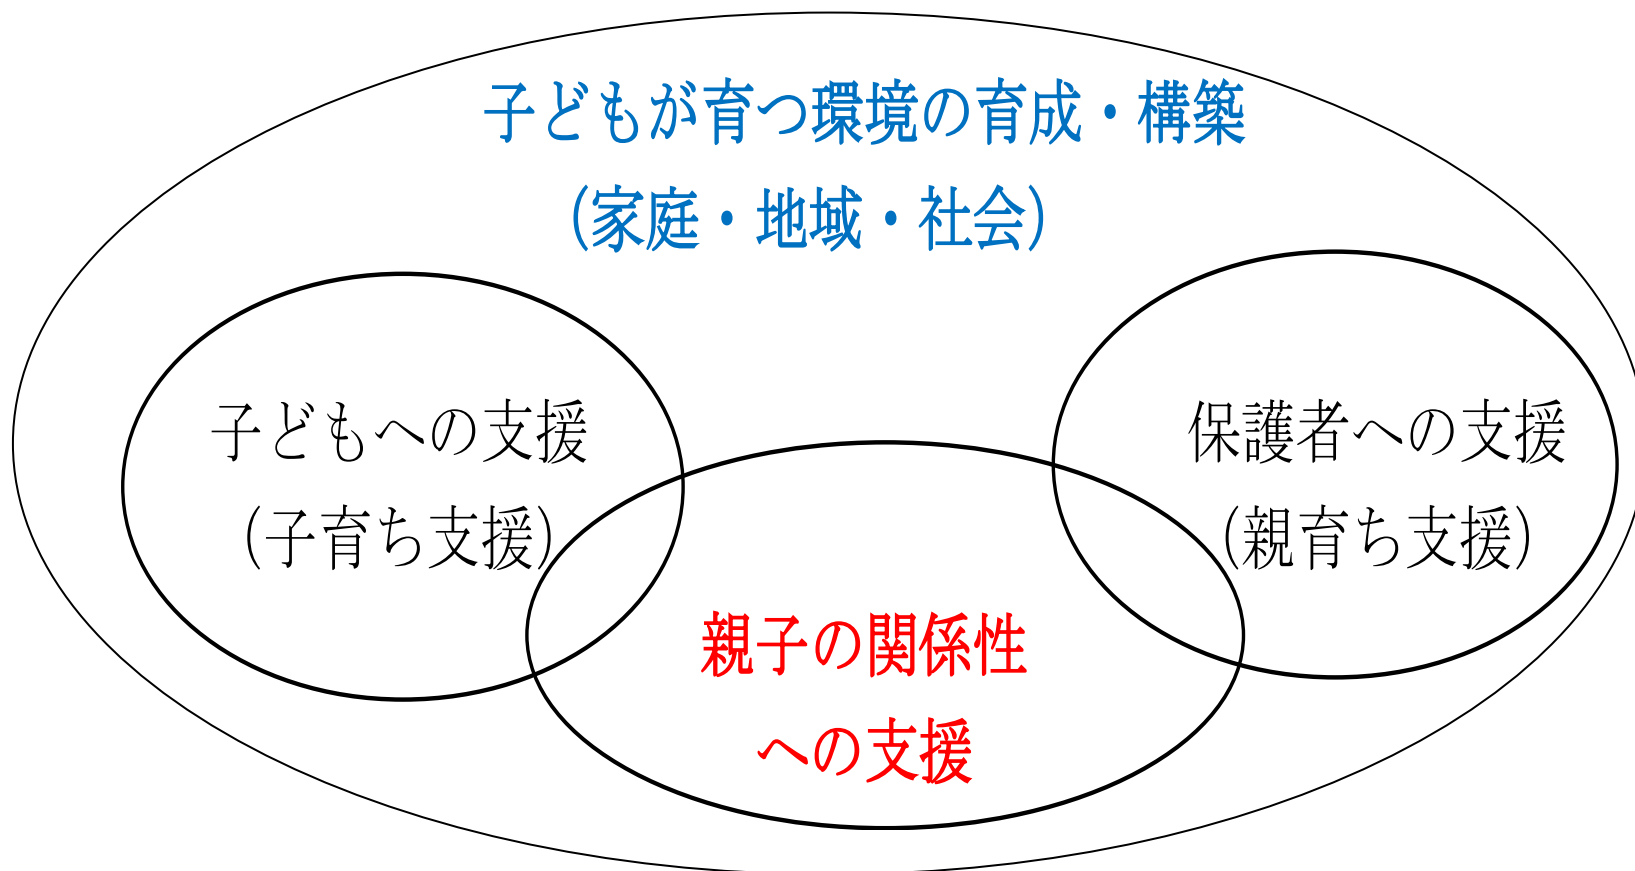 子どもが育つ環境の育成・構築
(家庭・地域・社会)
子どもへの支援
(子育ち支援)
保護者への支援
(親育ち支援)
親子の関係性
への支援